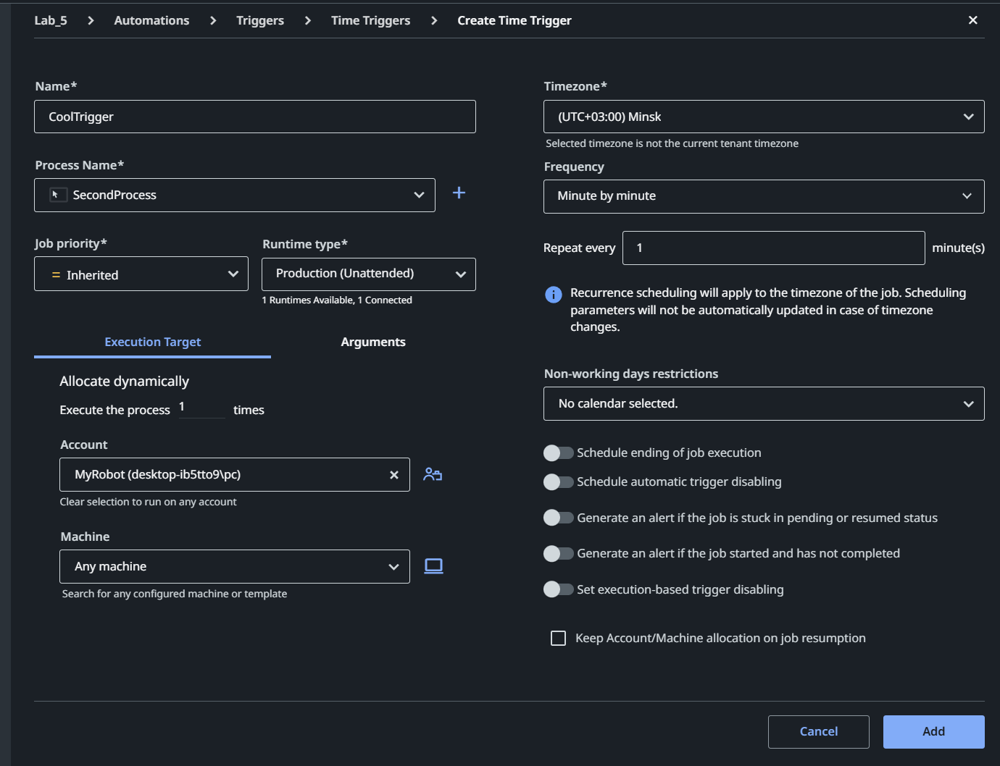 Lab_5 > Automations > Triggers > Time Triggers > Create Time Trigger
Name*
CoolTrigger
Process Name*
SecondProcess
Job priority*
Inherited
Runtime type*
Production (Unattended)
1 Runtimes Available, 1 Connected
Execution Target
Arguments
Allocate dynamically
Execute the process 1 times
Account
MyRobot (desktop-ib5tto9\pc)
Clear selection to run on any account
Machine
Any machine
Search for any configured machine or template
Timezone*
(UTC+03:00) Minsk
Selected timezone is not the current tenant timezone
Frequency
Minute by minute
Repeat every 1 minute(s)
Recurrence scheduling will apply to the timezone of the job. Scheduling
parameters will not be automatically updated in case of timezone
changes.
Non-working days restrictions
No calendar selected.
Schedule ending of job execution
Schedule automatic trigger disabling
Generate an alert if the job is stuck in pending or resumed status
Generate an alert if the job started and has not completed
Set execution-based trigger disabling
Keep Account/Machine allocation on job resumption
Cancel
Add